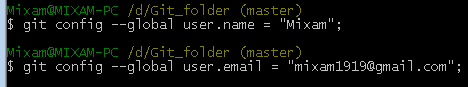 Mixam@MIXAM-PC /d/Git_folder (master)
$ git config --global user.name = "Mixam";
Mixam@MIXAM-PC /d/Git_folder (master)
$ git config --global user.email = "mixam1919@gmail.com";